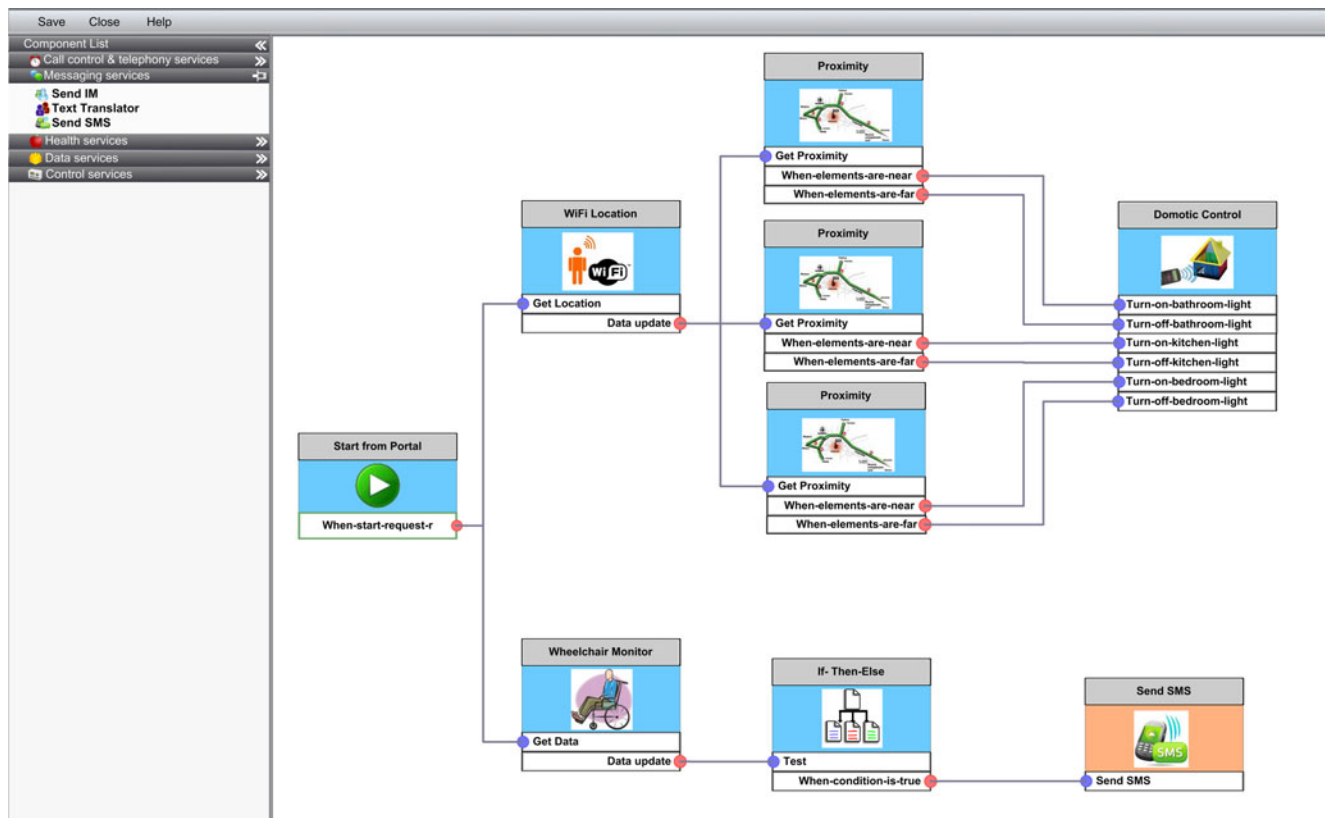 Save Close Help
Component List
Call control & telephony services
Messaging services
Send IM
Text Translator
Send SMS
Health services
Data services
Control services
Proximity
Get Proximity
When-elements-are-near
When-elements-are-far
WiFi Location
WiFi
Get Location
Data update
Proximity
Get Proximity
When-elements-are-near
When-elements-are-far
Domotic Control
Turn-on-bathroom-light
Turn-off-bathroom-light
Turn-on-kitchen-light
Turn-off-kitchen-light
Turn-on-bedroom-light
Turn-off-bedroom-light
Proximity
Get Proximity
When-elements-are-near
When-elements-are-far
Start from Portal
When-start-request-r
Wheelchair Monitor
Get Data
Data update
If- Then-Else
Test
When-condition-is-true
Send SMS
SMS
Send SMS